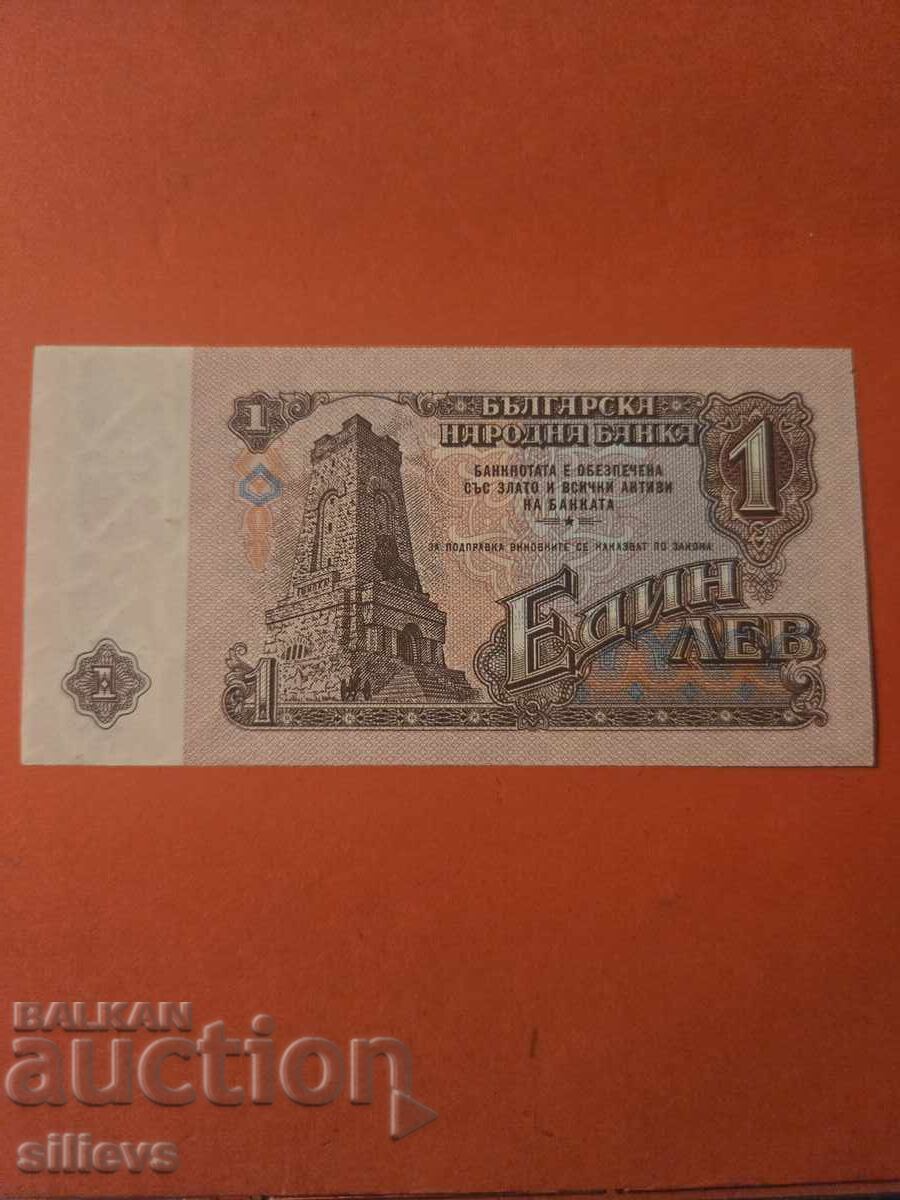 1
БЪЛГАРСКА
НАРОДНА БАНКА
1
БАНКНОТАТА Е ОБЕЗПЕЧЕНА
СЪС ЗЛАТО И ВСИЧКИ АКТИВИ
НА БАНКАТА
ЗА ПОДПРАВКА ВИНОВНИТЕ СЕ НАКАЗВАТ ПО ЗАКОНА
ЕДИН
ЛЕВ
1
1
BALKAN
auction
sillevs